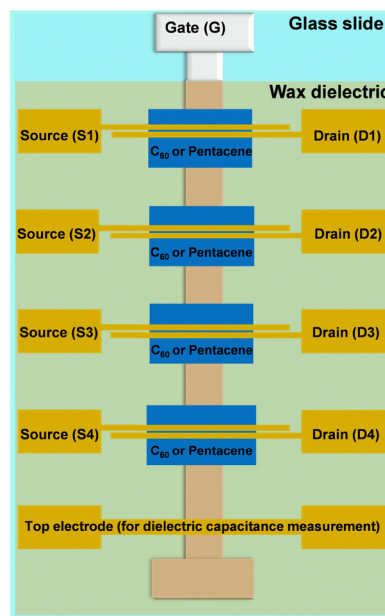 Gate (G)
Glass slide
Wax dielectric
Source (S1)
Drain (D1)
C₆₀ or Pentacene
Source (S2)
Drain (D2)
C₆₀ or Pentacene
Source (S3)
Drain (D3)
C₆₀ or Pentacene
Source (S4)
Drain (D4)
C₆₀ or Pentacene
Top electrode (for dielectric capacitance measurement)